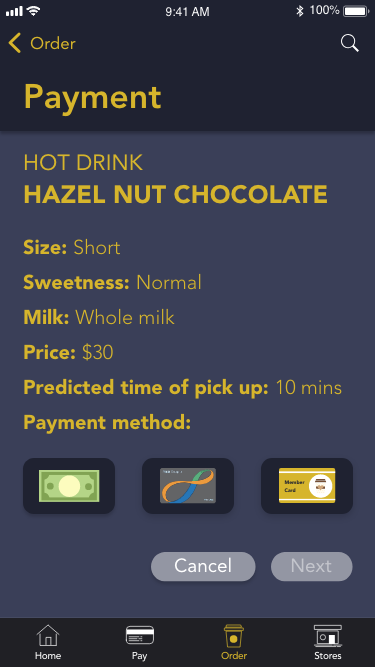 9:41 AM
100%
Order
Payment
HOT DRINK
HAZEL NUT CHOCOLATE
Size: Short
Sweetness: Normal
Milk: Whole milk
Price: $30
Predicted time of pick up: 10 mins
Payment method:
Member
Card
Cancel
Next
Home
Pay
Order
Stores